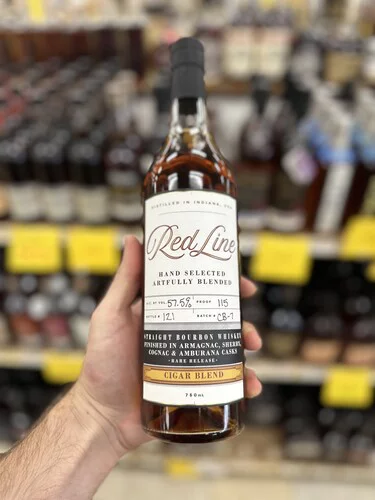 DISTILLED IN INDIANA, USA
Red Line
HAND SELECTED
ARTFULLY BLENDED
ALC. BY VOL 57.5% PROOF 115
BOTTLE # 121 BATCH # CB-7
STRAIGHT BOURBON WHISKEY
FINISHED IN ARMAGNAC, SHERRY,
COGNAC & AMBURANA CASKS
- RARE RELEASE -
CIGAR BLEND
750mL